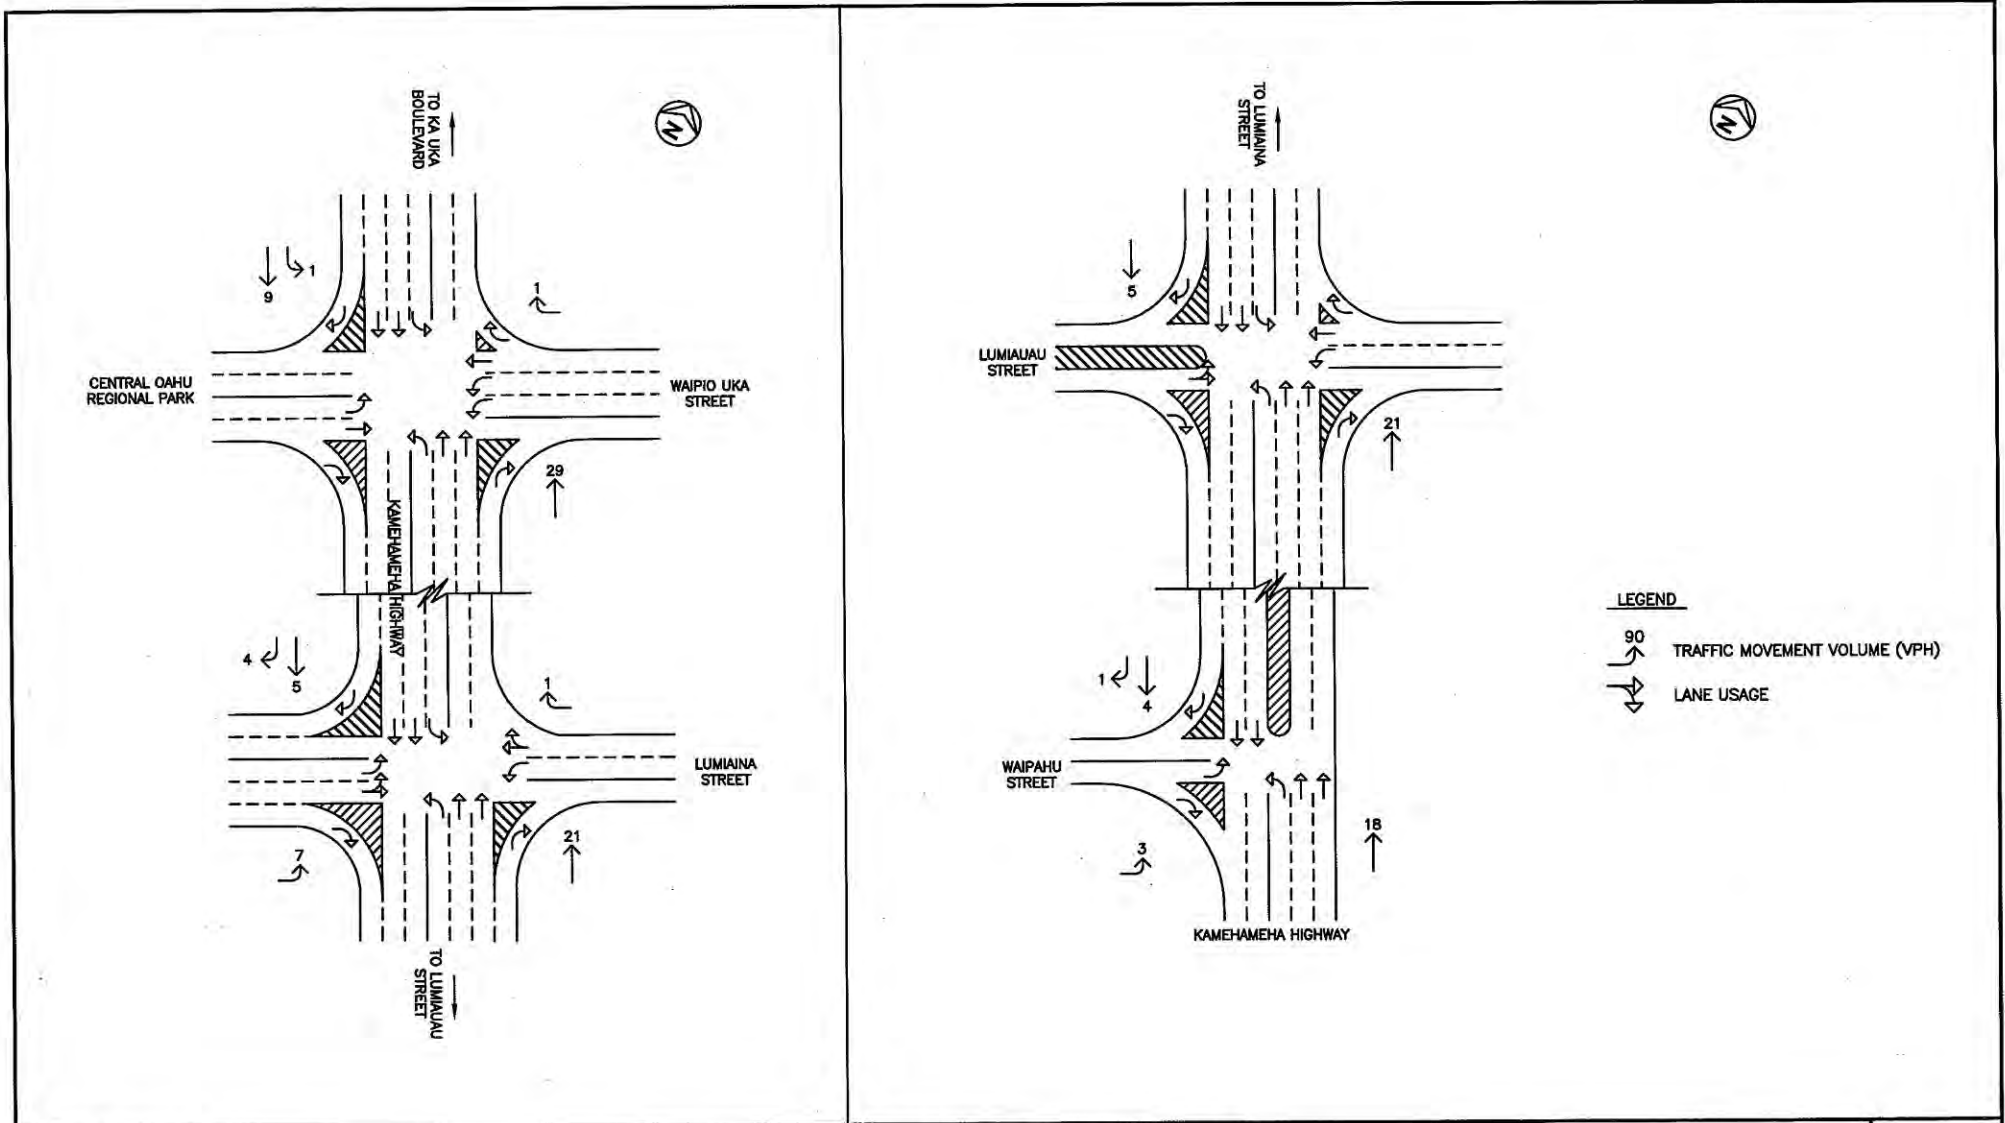 TO KA UKA
BOULEVARD
N
1
9
1
CENTRAL OAHU
REGIONAL PARK
WAIPIO UKA
STREET
29
KAMEHAMEHA HIGHWAY
4
5
1
LUMIAINA
STREET
7
21
TO LUMIAUAU
STREET
TO LUMIAINA
STREET
N
5
LUMIAUAU
STREET
21
1
4
WAIPAHU
STREET
3
18
KAMEHAMEHA HIGHWAY
LEGEND
90
TRAFFIC MOVEMENT VOLUME (VPH)
LANE USAGE